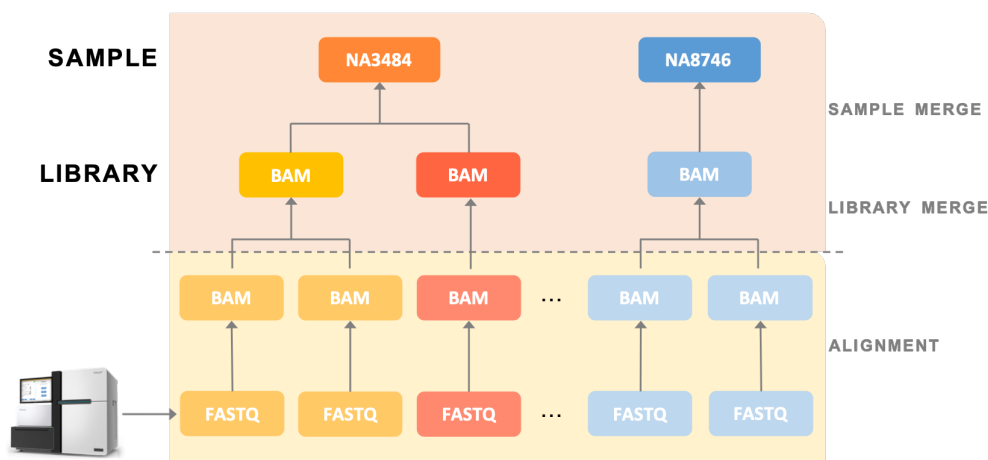 SAMPLE NA3484 NA8746
SAMPLE MERGE
LIBRARY BAM BAM BAM
LIBRARY MERGE
BAM BAM BAM ... BAM BAM
ALIGNMENT
FASTQ FASTQ FASTQ ... FASTQ FASTQ